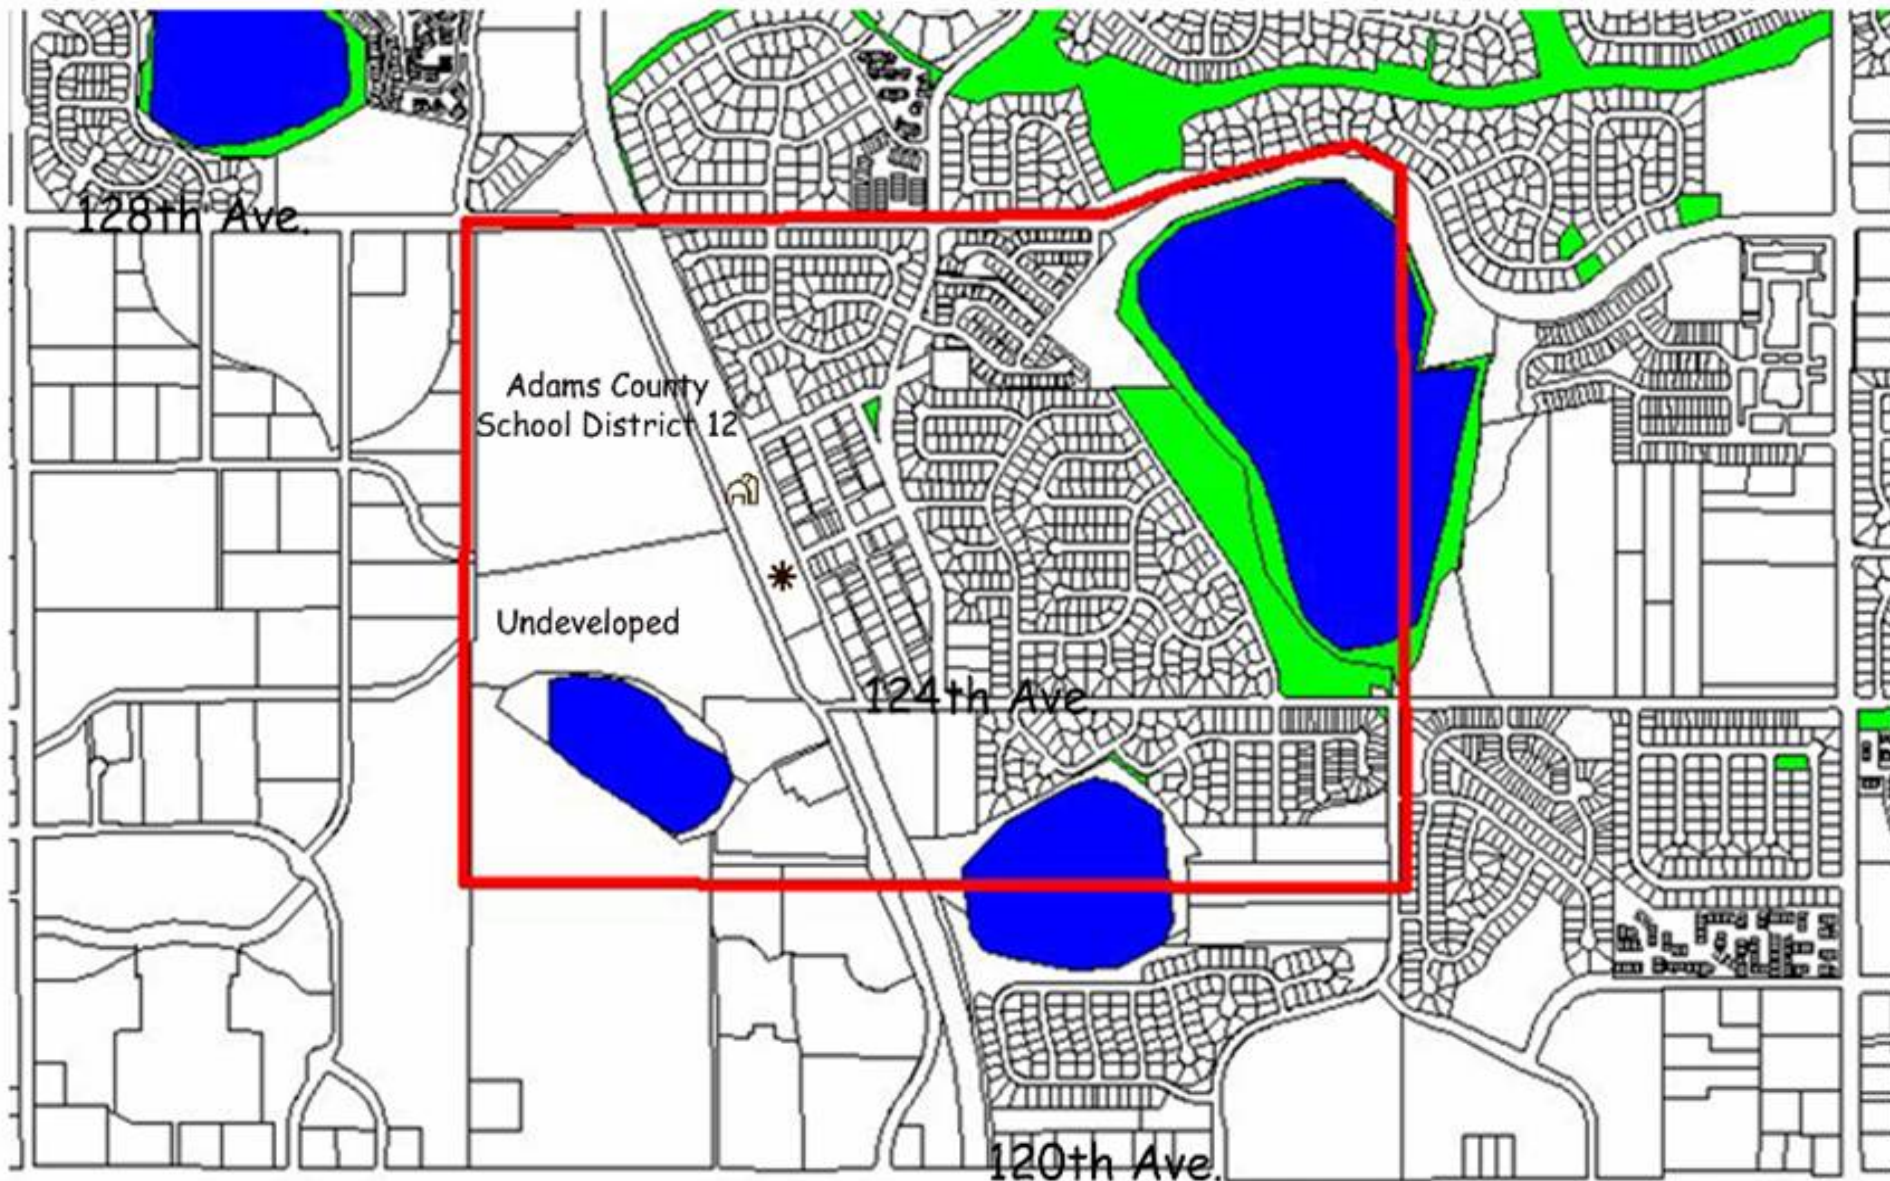 128th Ave.
Adams County
School District 12
Undeveloped
124th Ave.
120th Ave.